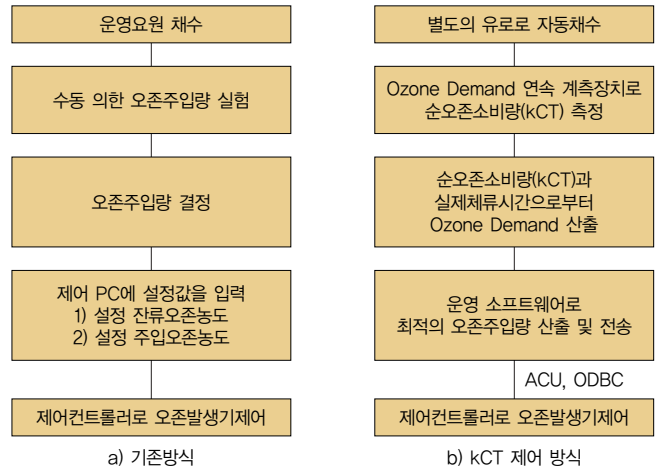 운영요원 채수
수동 의한 오존주입량 실험
오존주입량 결정
제어 PC에 설정값을 입력
1) 설정 잔류오존농도
2) 설정 주입오존농도
제어컨트롤러로 오존발생기제어
a) 기존방식
별도의 유로로 자동채수
Ozone Demand 연속 계측장치로
순오존소비량(kCT) 측정
순오존소비량(kCT)과
실제체류시간으로부터
Ozone Demand 산출
운영 소프트웨어로
최적의 오존주입량 산출 및 전송
ACU, ODBC
제어컨트롤러로 오존발생기제어
b) kCT 제어 방식